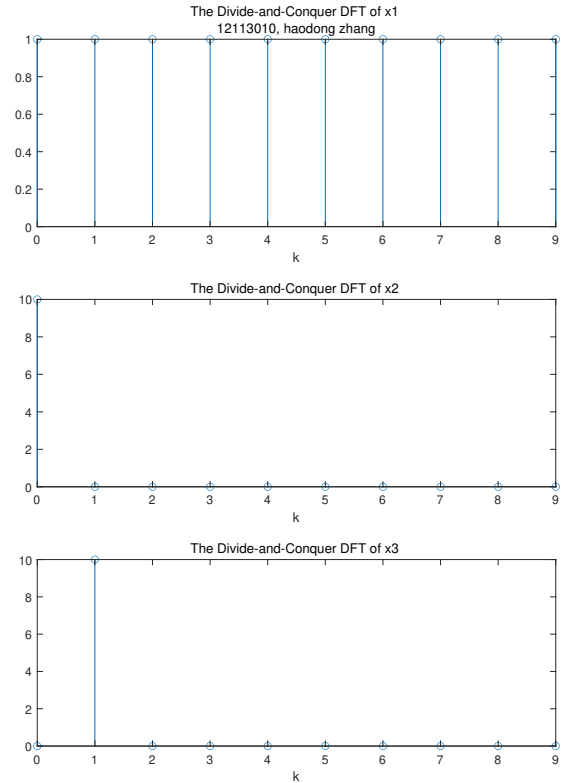 The Divide-and-Conquer DFT of x1
12113010, haodong zhang
1
0.8
0.6
0.4
0.2
0
0 1 2 3 4 5 6 7 8 9
k
The Divide-and-Conquer DFT of x2
10
8
6
4
2
0
0 1 2 3 4 5 6 7 8 9
k
The Divide-and-Conquer DFT of x3
10
8
6
4
2
0
0 1 2 3 4 5 6 7 8 9
k